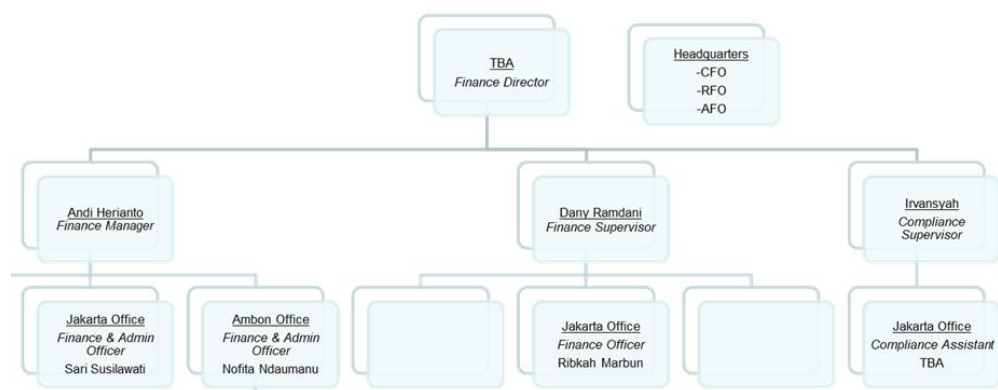 TBA
Finance Director
Headquarters
-CFO
-RFO
-AFO
Andi Herianto
Finance Manager
Dany Ramdani
Finance Supervisor
Irvansyah
Compliance
Supervisor
Jakarta Office
Finance & Admin
Officer
Sari Susilawati
Ambon Office
Finance & Admin
Officer
Nofita Ndaumanu
Jakarta Office
Finance Officer
Ribkah Marbun
Jakarta Office
Compliance Assistant
TBA